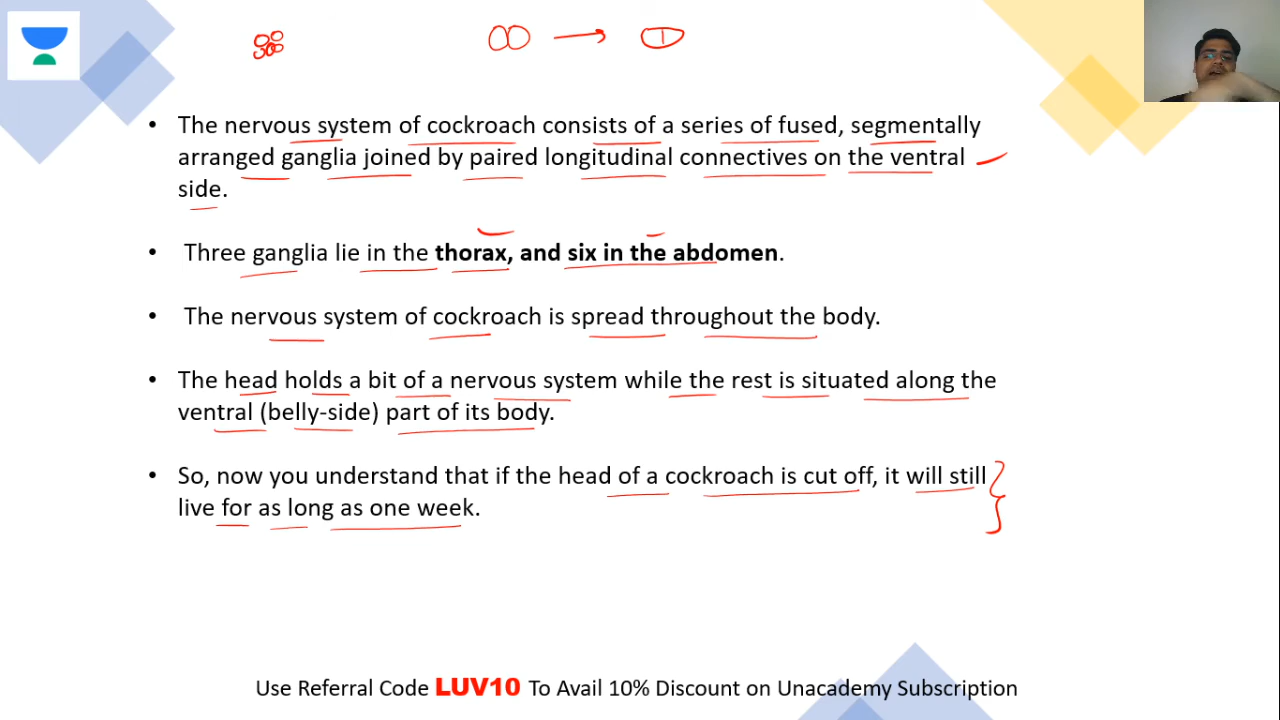 • The nervous system of cockroach consists of a series of fused, segmentally
arranged ganglia joined by paired longitudinal connectives on the ventral
side.
• Three ganglia lie in the thorax, and six in the abdomen.
• The nervous system of cockroach is spread throughout the body.
• The head holds a bit of a nervous system while the rest is situated along the
ventral (belly-side) part of its body.
• So, now you understand that if the head of a cockroach is cut off, it will still
live for as long as one week.
Use Referral Code LUV10 To Avail 10% Discount on Unacademy Subscription